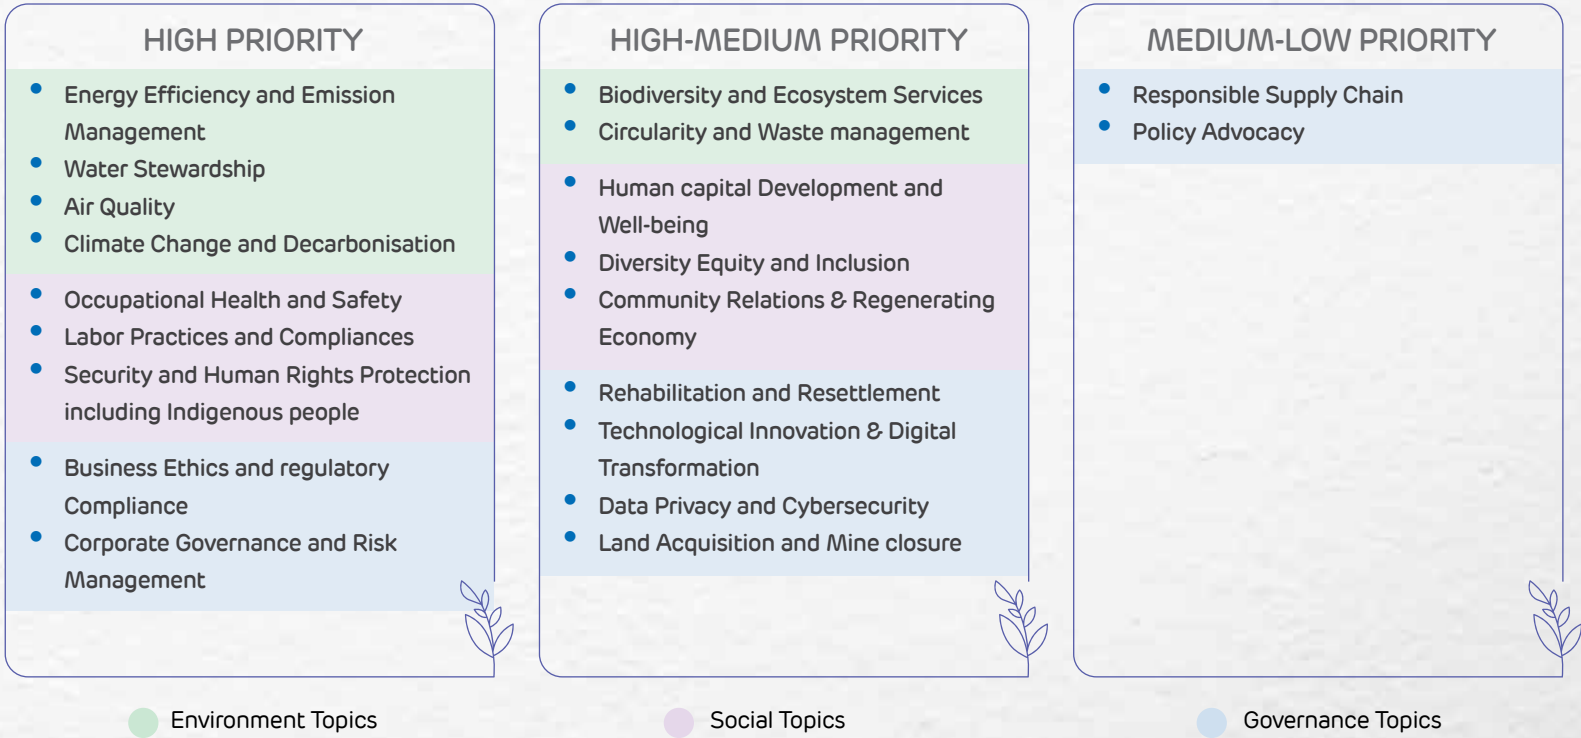 HIGH PRIORITY
• Energy Efficiency and Emission
Management
• Water Stewardship
• Air Quality
• Climate Change and Decarbonisation
• Occupational Health and Safety
• Labor Practices and Compliances
• Security and Human Rights Protection
including Indigenous people
• Business Ethics and regulatory
Compliance
• Corporate Governance and Risk
Management
HIGH-MEDIUM PRIORITY
• Biodiversity and Ecosystem Services
• Circularity and Waste management
• Human capital Development and
Well-being
• Diversity Equity and Inclusion
• Community Relations & Regenerating
Economy
• Rehabilitation and Resettlement
• Technological Innovation & Digital
Transformation
• Data Privacy and Cybersecurity
• Land Acquisition and Mine closure
MEDIUM-LOW PRIORITY
• Responsible Supply Chain
• Policy Advocacy
Environment Topics
Social Topics
Governance Topics